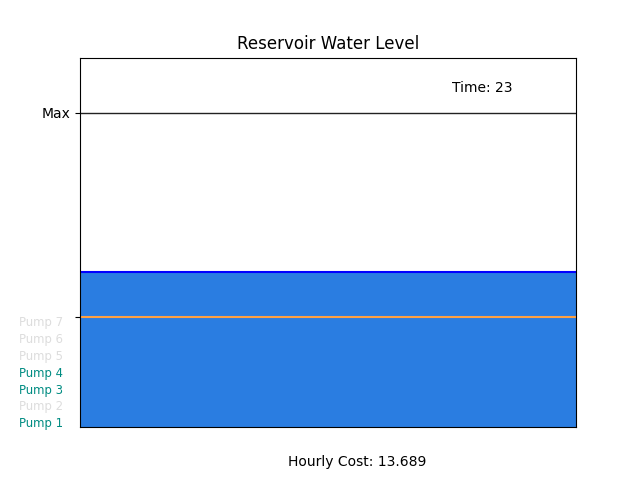 Reservoir Water Level
Time: 23
Max
Pump 7
Pump 6
Pump 5
Pump 4
Pump 3
Pump 2
Pump 1
Hourly Cost: 13.689